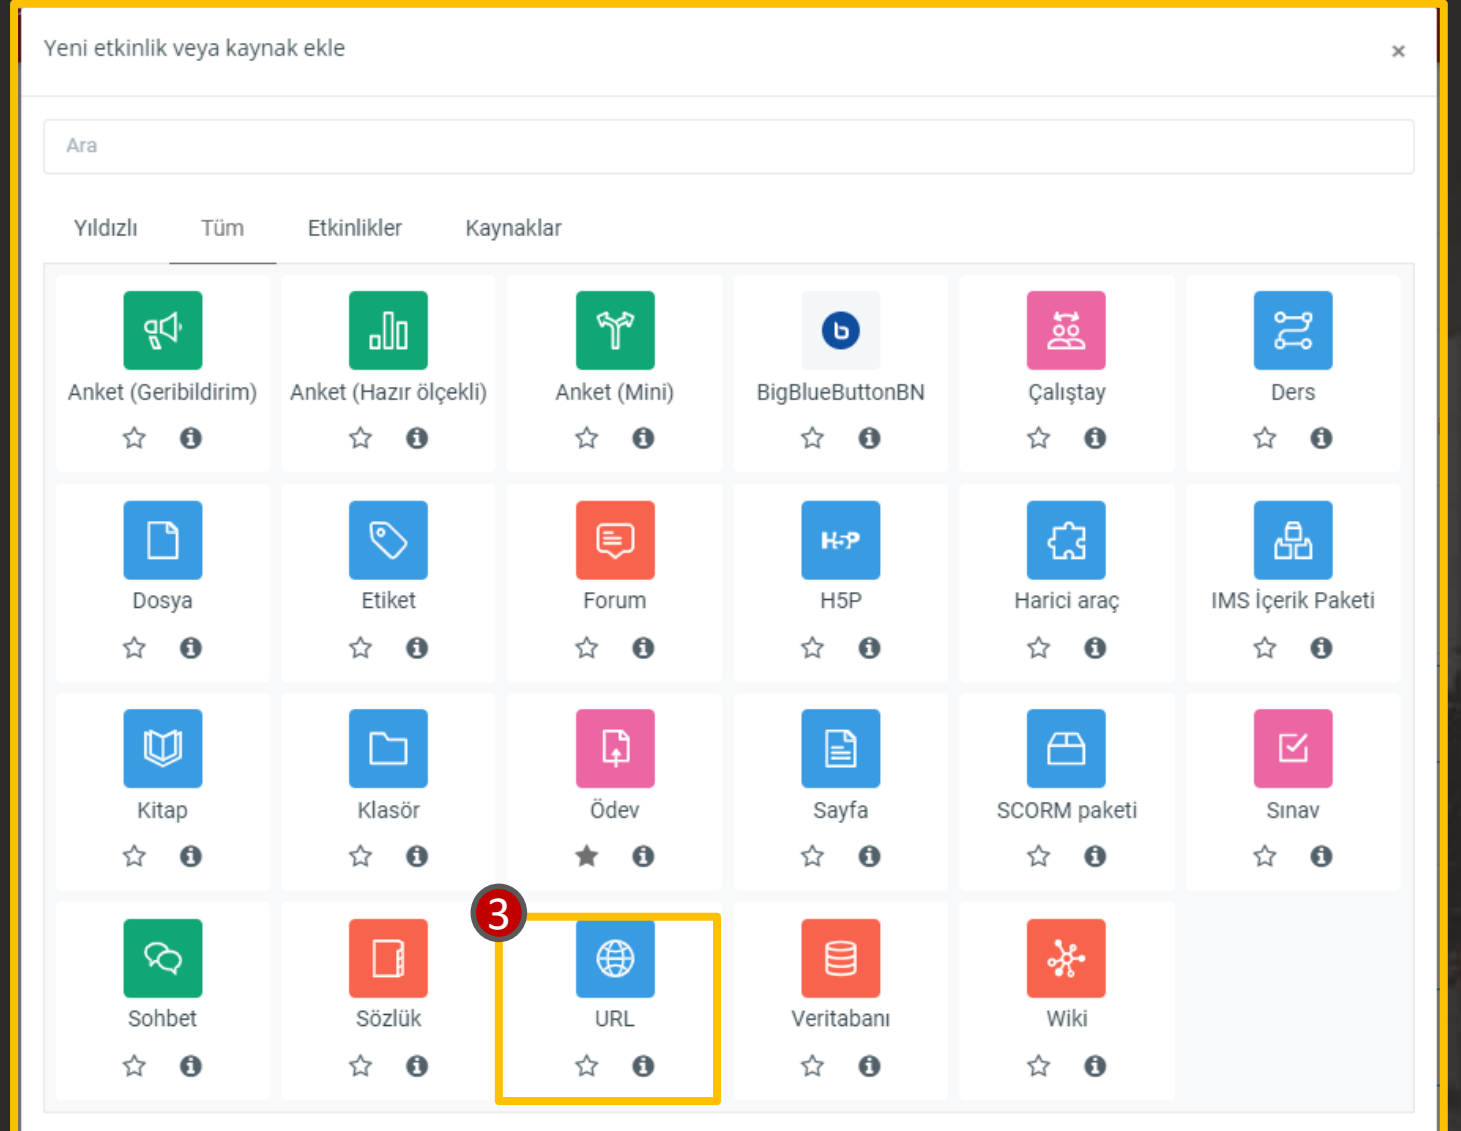 Yeni etkinlik veya kaynak ekle
Ara
Yıldızlı Tüm Etkinlikler Kaynaklar
Anket (Geribildirim) Anket (Hazır ölçekli) Anket (Mini) BigBlueButtonBN Çalıştay Ders
H5P
Dosya Etiket Forum H5P Harici araç IMS İçerik Paketi
Kitap Klasör Ödev Sayfa SCORM paketi Sınav
3
Sohbet Sözlük URL Veritabanı Wiki